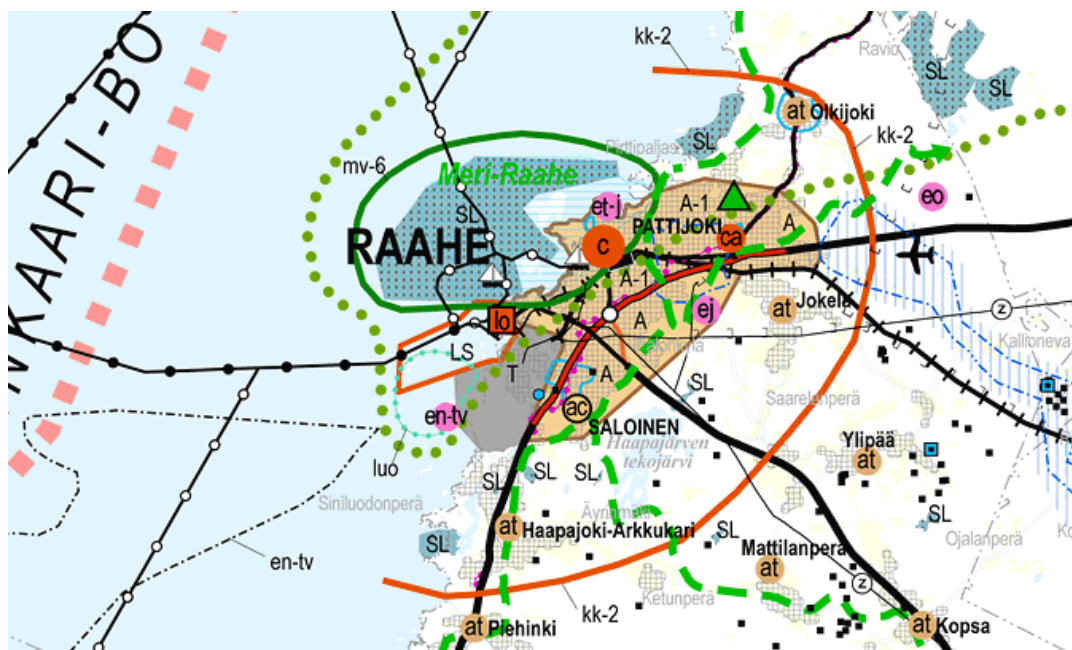 NKAARI-BO
kk-2
Ravio
SL
SL
at Olkijoki
kk-2
SL
Pirttipaljas
mv-6
Meri-Raahe
SL
et-j
A-1
eo
RAAHE
c
PATTIJOKI
ca
A
A-1
lo
ej
at
Jokela
A
z
Kallioneva
LS
T
A
SL
Saarelanperä
en-tv
ac
SALOINEN
Ylipää
at
luo
Haapajärven
tekojärvi
SL
SL
Siniluodonperä
SL
at
Haapajoki-Arkkukari
SL
SL
Ojalanperä
en-tv
Mattilanperä
at
z
kk-2
Ketunperä
at Piehinki
at Kopsa